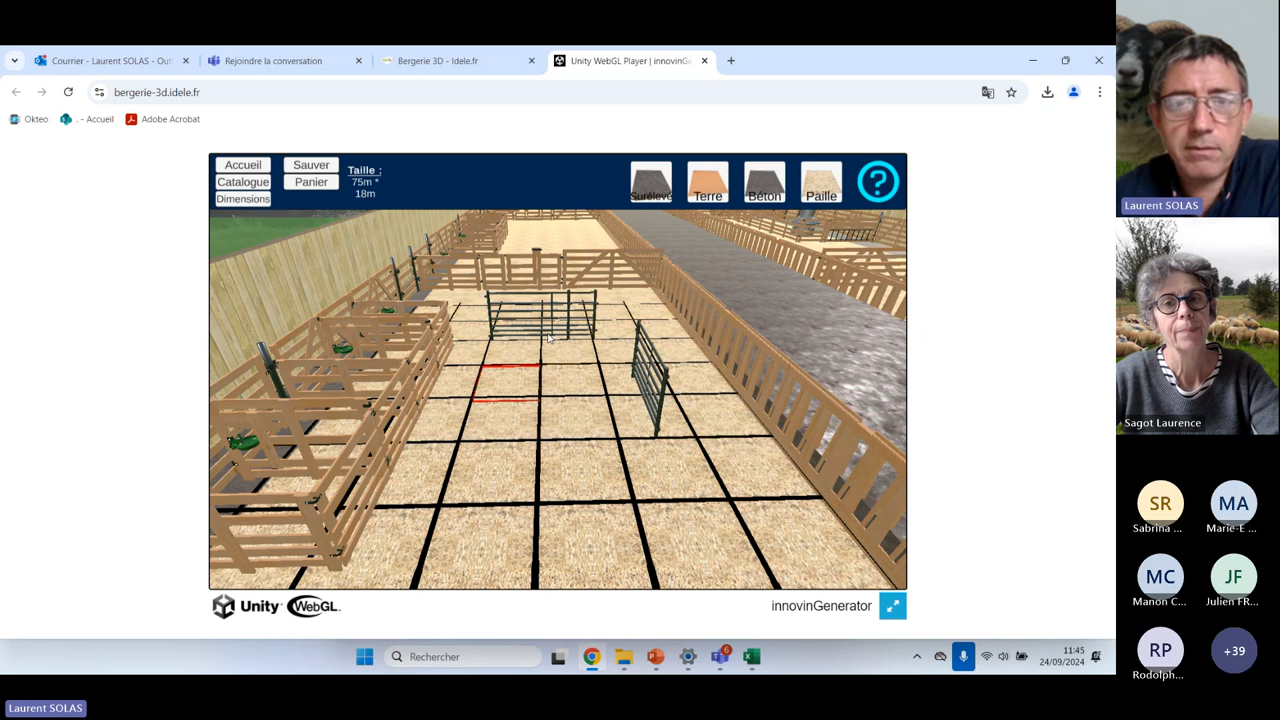 Courrier - Laurent SOLAS - Out
Rejoindre la conversation
Bergerie 3D - Idele.fr
Unity WebGL Player | innovinGe
bergerie-3d.idele.fr
Okteo
. - Accueil
Adobe Acrobat
Accueil
Catalogue
Dimensions
Sauver
Panier
Taille :
75m *
18m
Surélevé
Terre
Béton
Paille
?
Unity
WebGL
innovinGenerator
Rechercher
6
11:45
24/09/2024
Laurent SOLAS
Sagot Laurence
SR
Sabrina ...
MA
Marie-E ...
MC
Manon C...
JF
Julien FR...
RP
Rodolph...
+39
Laurent SOLAS